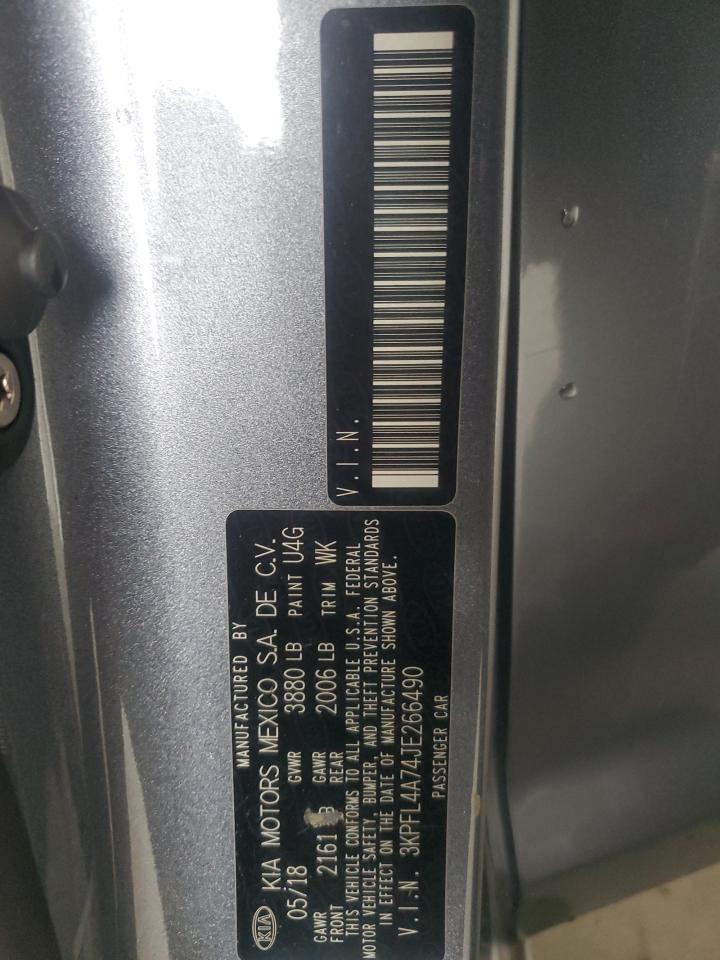 V.I.N.
MANUFACTURED BY
KIA KIA MOTORS MEXICO S.A. DE C.V.
05/18 GVWR 3880 LB PAINT U4G
GAWR FRONT 2161 GAWR REAR 2006 LB TRIM WK
THIS VEHICLE CONFORMS TO ALL APPLICABLE U.S.A. FEDERAL
MOTOR VEHICLE SAFETY, BUMPER, AND THEFT PREVENTION STANDARDS
IN EFFECT ON THE DATE OF MANUFACTURE SHOWN ABOVE.
V.I.N. 3KPFL4A74JE266490
PASSENGER CAR